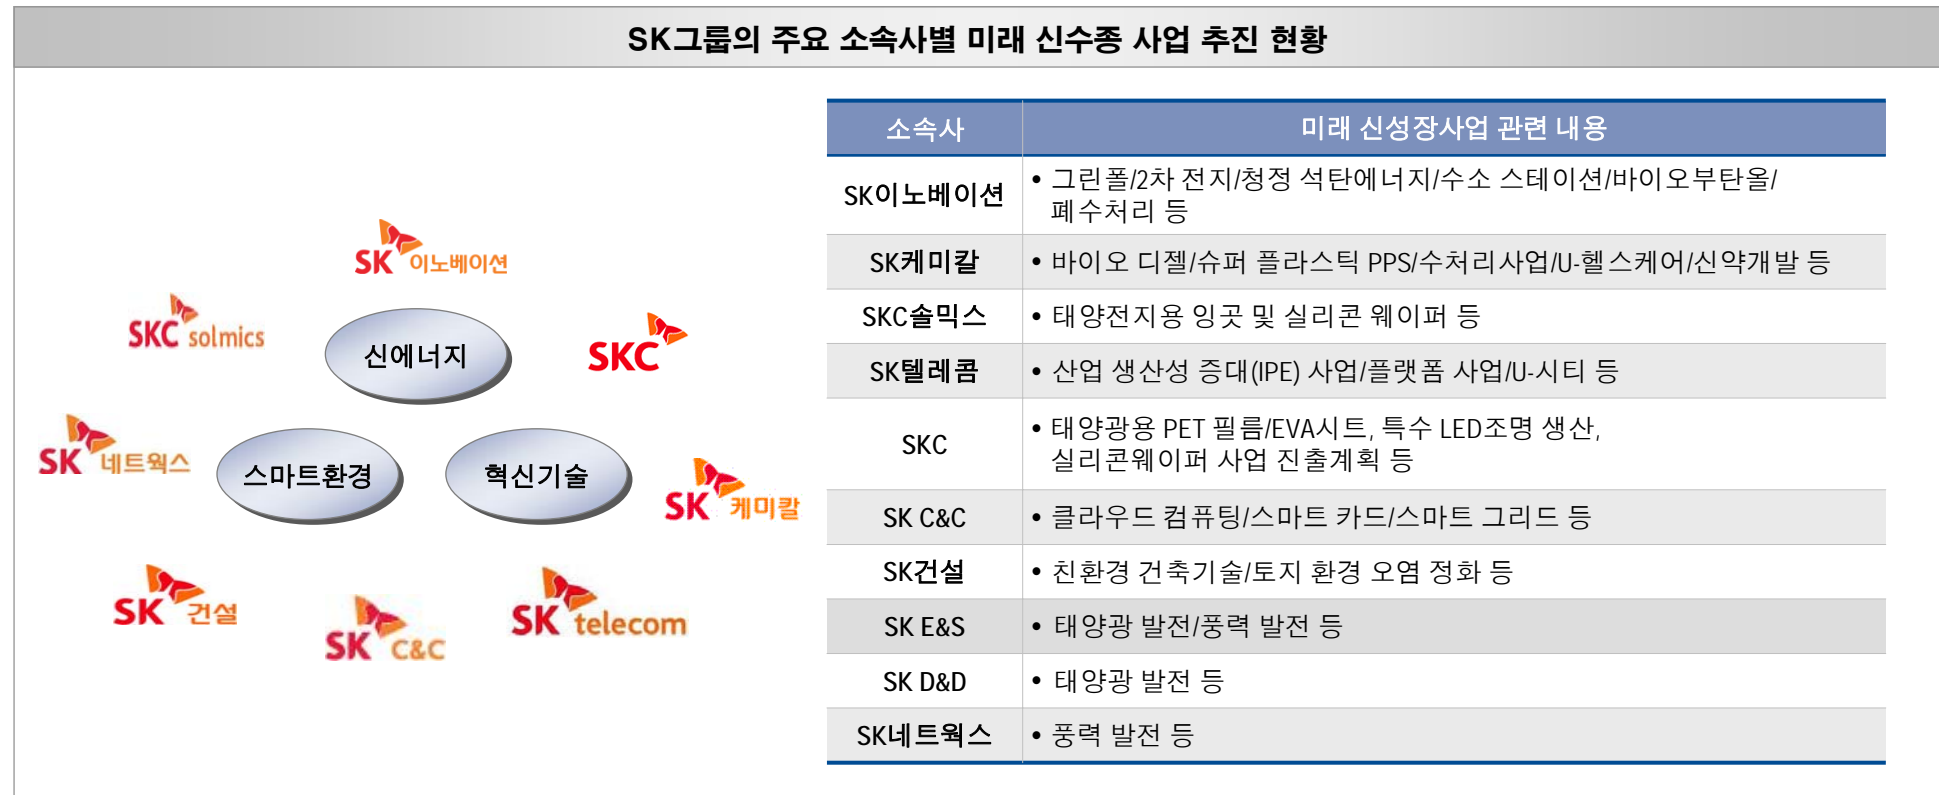 SK그룹의 주요 소속사별 미래 신수종 사업 추진 현황
SK 이노베이션
SKC solmics
신에너지
SKC
SK 네트웍스
스마트환경
혁신기술
SK 케미칼
SK 건설
SK C&C
SK telecom
소속사 미래 신성장사업 관련 내용
SK이노베이션 • 그린폴/2차 전지/청정 석탄에너지/수소 스테이션/바이오부탄올/
폐수처리 등
SK케미칼 • 바이오 디젤/슈퍼 플라스틱 PPS/수처리사업/U-헬스케어/신약개발 등
SKC솔믹스 • 태양전지용 잉곳 및 실리콘 웨이퍼 등
SK텔레콤 • 산업 생산성 증대(IPE) 사업/플랫폼 사업/U-시티 등
SKC • 태양광용 PET 필름/EVA시트, 특수 LED조명 생산,
실리콘웨이퍼 사업 진출계획 등
SK C&C • 클라우드 컴퓨팅/스마트 카드/스마트 그리드 등
SK건설 • 친환경 건축기술/토지 환경 오염 정화 등
SK E&S • 태양광 발전/풍력 발전 등
SK D&D • 태양광 발전 등
SK네트웍스 • 풍력 발전 등